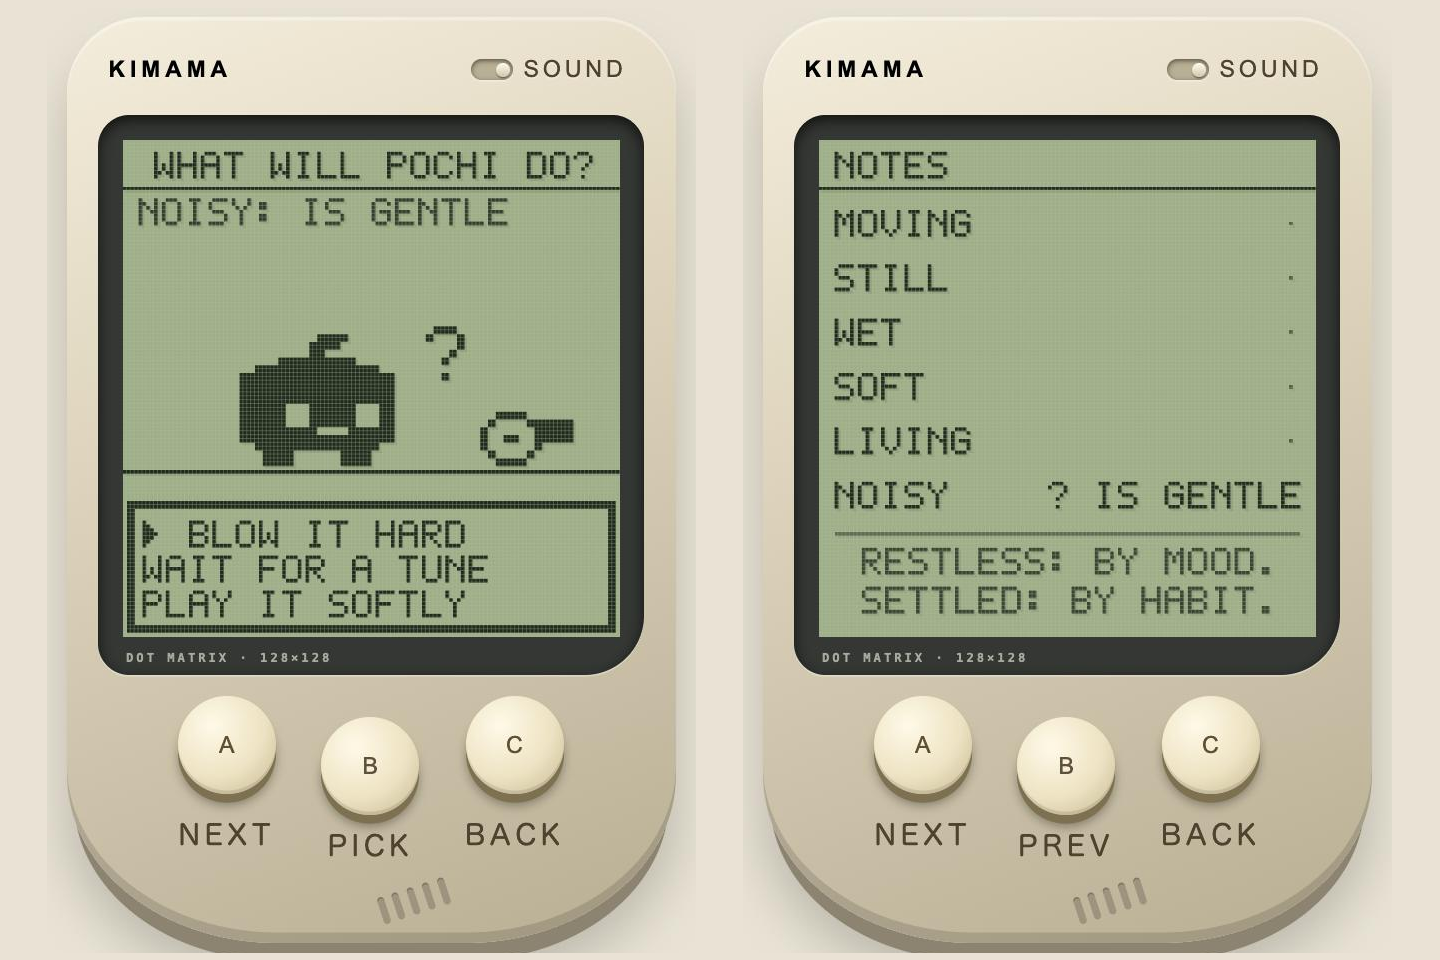 KIMAMA
SOUND
WHAT WILL POCHI DO?
NOISY: IS GENTLE
?
BLOW IT HARD
WAIT FOR A TUNE
PLAY IT SOFTLY
DOT MATRIX · 128×128
A
B
C
NEXT
PICK
BACK
KIMAMA
SOUND
NOTES
MOVING ·
STILL ·
WET ·
SOFT ·
LIVING ·
NOISY ? IS GENTLE
RESTLESS: BY MOOD.
SETTLED: BY HABIT.
DOT MATRIX · 128×128
A
B
C
NEXT
PREV
BACK